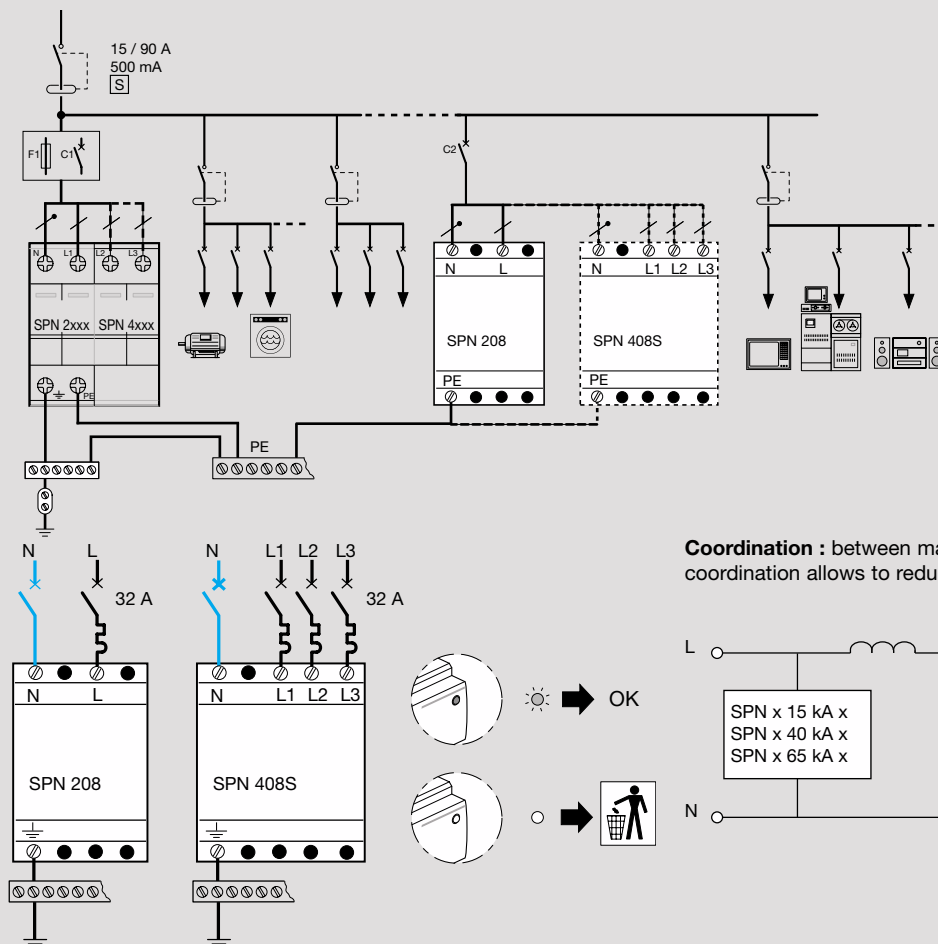 15 / 90 A
500 mA
S
F1 C1
C2
N L1 L2 L3
N L
N L1 L2 L3
SPN 2xxx SPN 4xxx
SPN 208
SPN 408S
PE
PE
PE
PE
N L
N L1 L2 L3
32 A
32 A
N L
N L1 L2 L3
SPN 208
SPN 408S
OK
Coordination : between ma
coordination allows to redu
L
SPN x 15 kA x
SPN x 40 kA x
SPN x 65 kA x
N